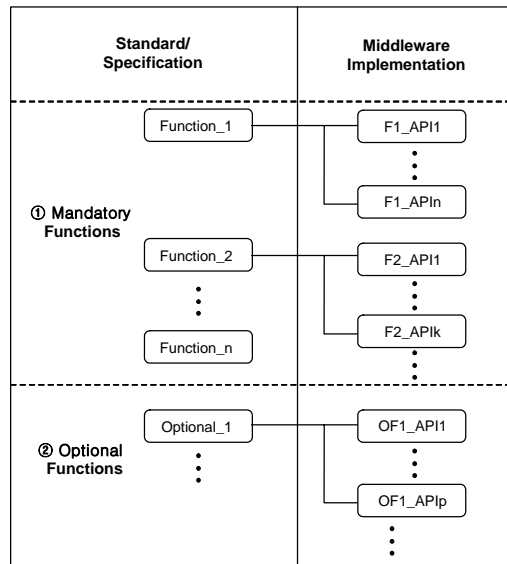 Standard/
Specification
Middleware
Implementation
Function_1
F1_API1
F1_APIn
① Mandatory
Functions
Function_2
F2_API1
Function_n
F2_APIk
Optional_1
OF1_API1
② Optional
Functions
OF1_APIp